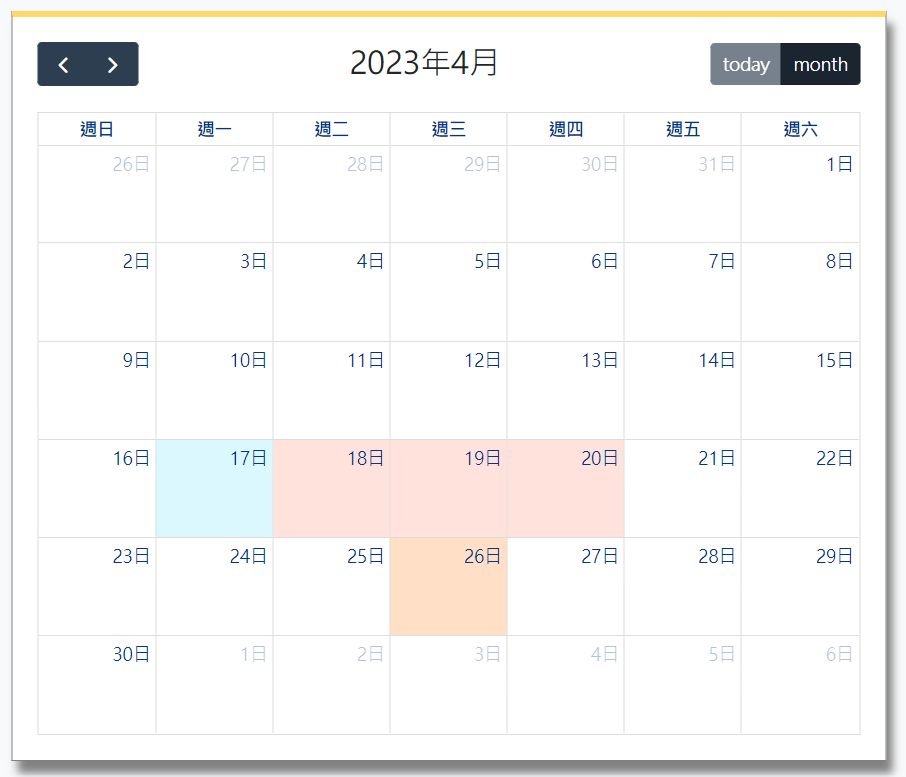 2023年4月 today month
週日 週一 週二 週三 週四 週五 週六
26日 27日 28日 29日 30日 31日 1日
2日 3日 4日 5日 6日 7日 8日
9日 10日 11日 12日 13日 14日 15日
16日 17日 18日 19日 20日 21日 22日
23日 24日 25日 26日 27日 28日 29日
30日 1日 2日 3日 4日 5日 6日